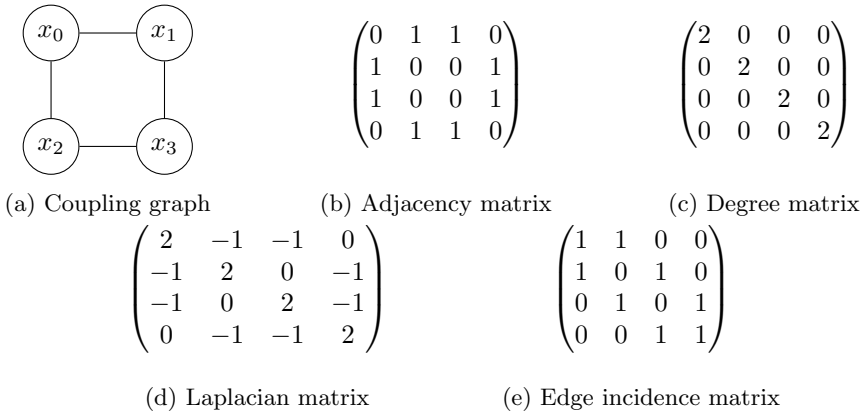 x₀ x₁
x₂ x₃
(a) Coupling graph
0 1 1 0
1 0 0 1
1 0 0 1
0 1 1 0
(b) Adjacency matrix
2 0 0 0
0 2 0 0
0 0 2 0
0 0 0 2
(c) Degree matrix
2 −1 −1 0
−1 2 0 −1
−1 0 2 −1
0 −1 −1 2
(d) Laplacian matrix
1 1 0 0
1 0 1 0
0 1 0 1
0 0 1 1
(e) Edge incidence matrix